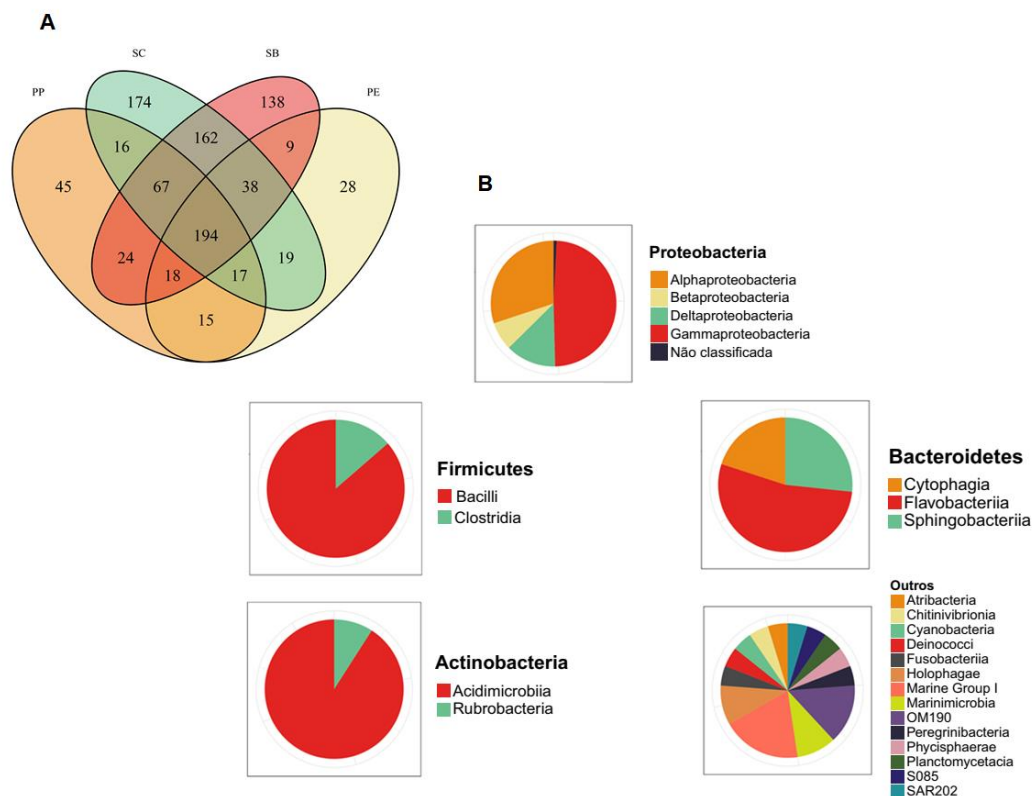 A
SC
SB
PP
PE
174
138
16
162
9
45
67
38
28
194
24
18
17
19
15
B
Proteobacteria
Alphaproteobacteria
Betaproteobacteria
Deltaproteobacteria
Gammaproteobacteria
Não classificada
Firmicutes
Bacilli
Clostridia
Bacteroidetes
Cytophagia
Flavobacteriia
Sphingobacteriia
Actinobacteria
Acidimicrobiia
Rubrobacteria
Outros
Atribacteria
Chitinivibrionia
Cyanobacteria
Deinococci
Fusobacteriia
Holophagae
Marine Group I
Marinimicrobia
OM190
Peregrinibacteria
Phycisphaerae
Planctomycetacia
S085
SAR202